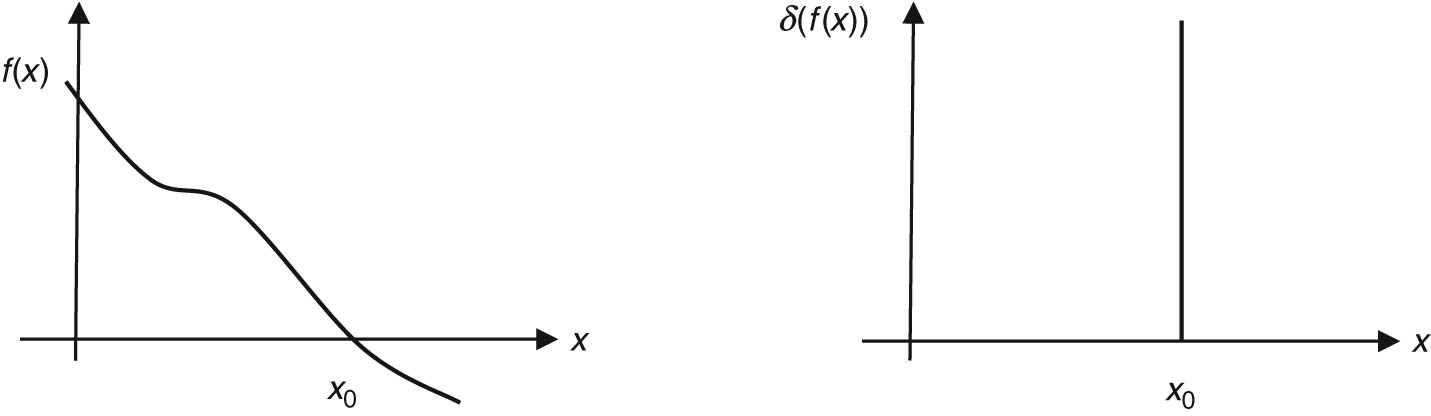 f(x)
x
x₀
δ(f(x))
x
x₀